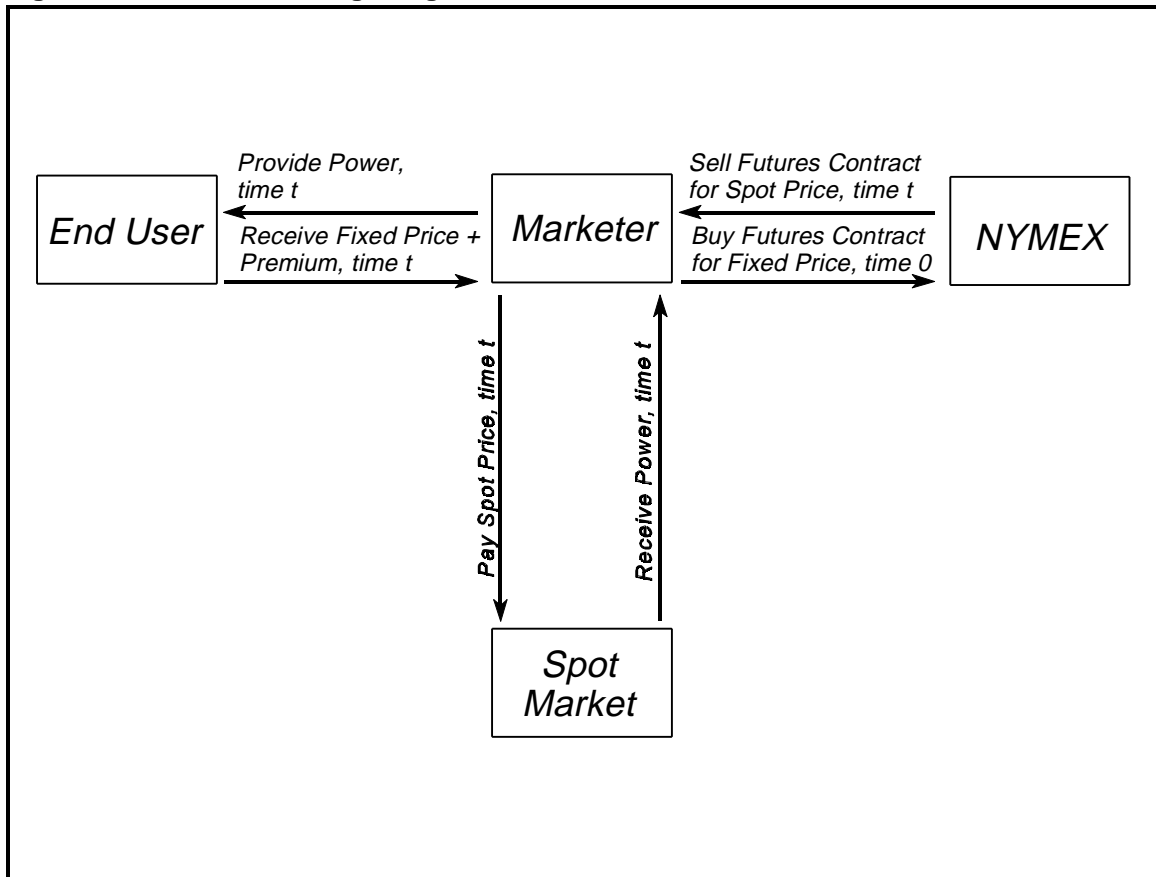 Provide Power,
time t
Sell Futures Contract
for Spot Price, time t
End User
Marketer
NYMEX
Receive Fixed Price +
Premium, time t
Buy Futures Contract
for Fixed Price, time 0
Pay Spot Price, time t
Receive Power, time t
Spot
Market